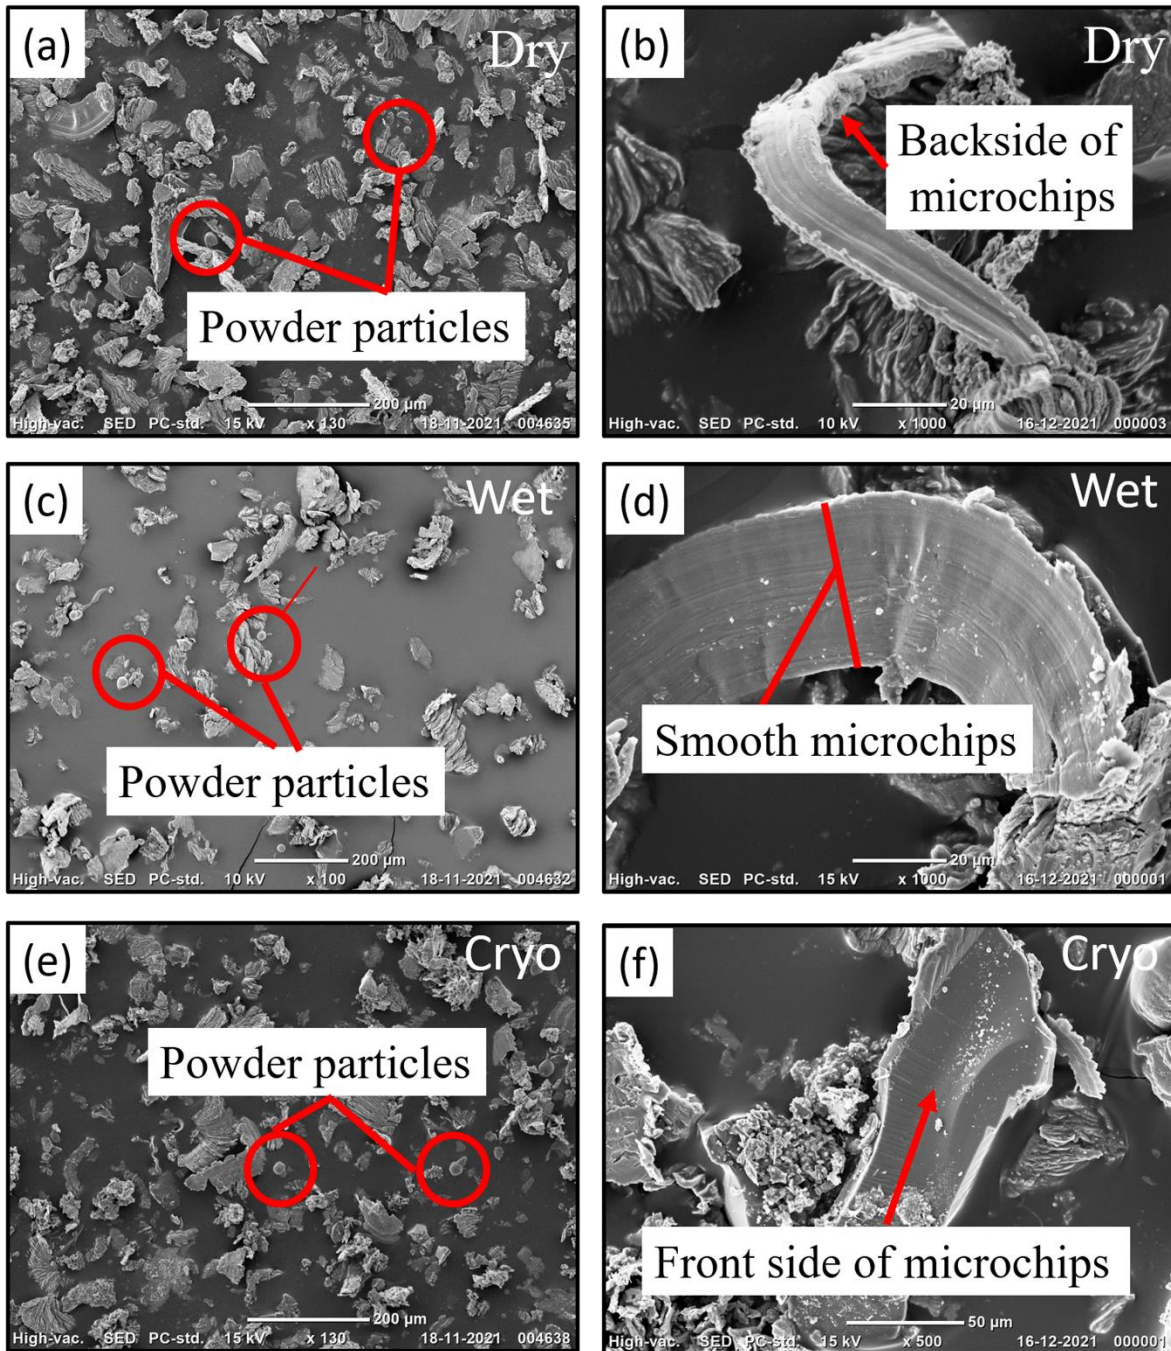 (a)
Dry
Powder particles
200 µm
High-vac. SED PC-std. 15 kV x 130 18-11-2021 004635
(b)
Dry
Backside of
microchips
20 µm
High-vac. SED PC-std. 10 kV x 1000 16-12-2021 000003
(c)
Wet
Powder particles
200 µm
High-vac. SED PC-std. 10 kV x 100 18-11-2021 004632
(d)
Wet
Smooth microchips
20 µm
High-vac. SED PC-std. 15 kV x 1000 16-12-2021 000001
(e)
Cryo
Powder particles
200 µm
High-vac. SED PC-std. 15 kV x 130 18-11-2021 004638
(f)
Cryo
Front side of microchips
50 µm
High-vac. SED PC-std. 15 kV x 500 16-12-2021 000001